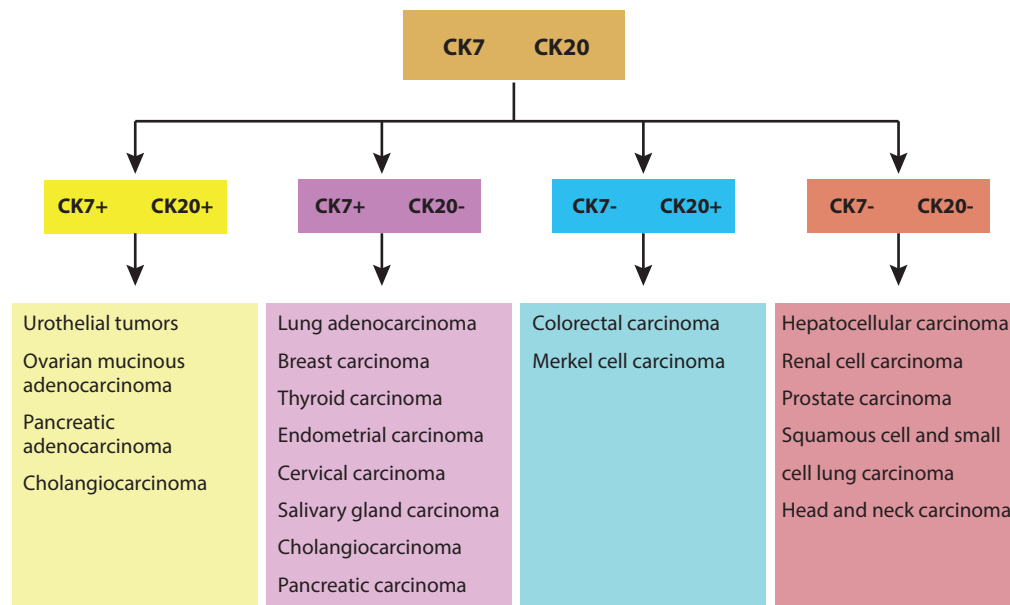 CK7 CK20
CK7+ CK20+
CK7+ CK20-
CK7- CK20+
CK7- CK20-
Urothelial tumors
Ovarian mucinous
adenocarcinoma
Pancreatic
adenocarcinoma
Cholangiocarcinoma
Lung adenocarcinoma
Breast carcinoma
Thyroid carcinoma
Endometrial carcinoma
Cervical carcinoma
Salivary gland carcinoma
Cholangiocarcinoma
Pancreatic carcinoma
Colorectal carcinoma
Merkel cell carcinoma
Hepatocellular carcinoma
Renal cell carcinoma
Prostate carcinoma
Squamous cell and small
cell lung carcinoma
Head and neck carcinoma